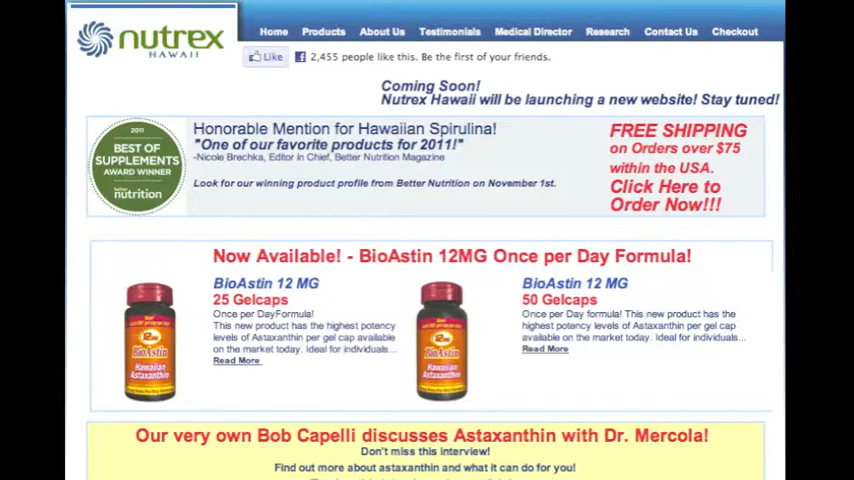 nutrex
HAWAII
Home Products About Us Testimonials Medical Director Research Contact Us Checkout
Like 2,455 people like this. Be the first of your friends.
Coming Soon!
Nutrex Hawaii will be launching a new website! Stay tuned!
2011
BEST OF
SUPPLEMENTS
AWARD WINNER
better
nutrition
Honorable Mention for Hawaiian Spirulina!
"One of our favorite products for 2011!"
-Nicole Brechka, Editor in Chief, Better Nutrition Magazine
Look for our winning product profile from Better Nutrition on November 1st.
FREE SHIPPING
on Orders over $75
within the USA.
Click Here to
Order Now!!!
Now Available! - BioAstin 12MG Once per Day Formula!
BioAstin
Hawaiian
Astaxanthin
BioAstin 12 MG
25 Gelcaps
Once per DayFormula!
This new product has the highest potency
levels of Astaxanthin per gel cap available
on the market today. Ideal for individuals...
Read More
BioAstin
Hawaiian
Astaxanthin
BioAstin 12 MG
50 Gelcaps
Once per Day formula! This new product has the
highest potency levels of Astaxanthin per gel cap
available on the market today. Ideal for individuals...
Read More
Our very own Bob Capelli discusses Astaxanthin with Dr. Mercola!
Don't miss this interview!
Find out more about astaxanthin and what it can do for you!